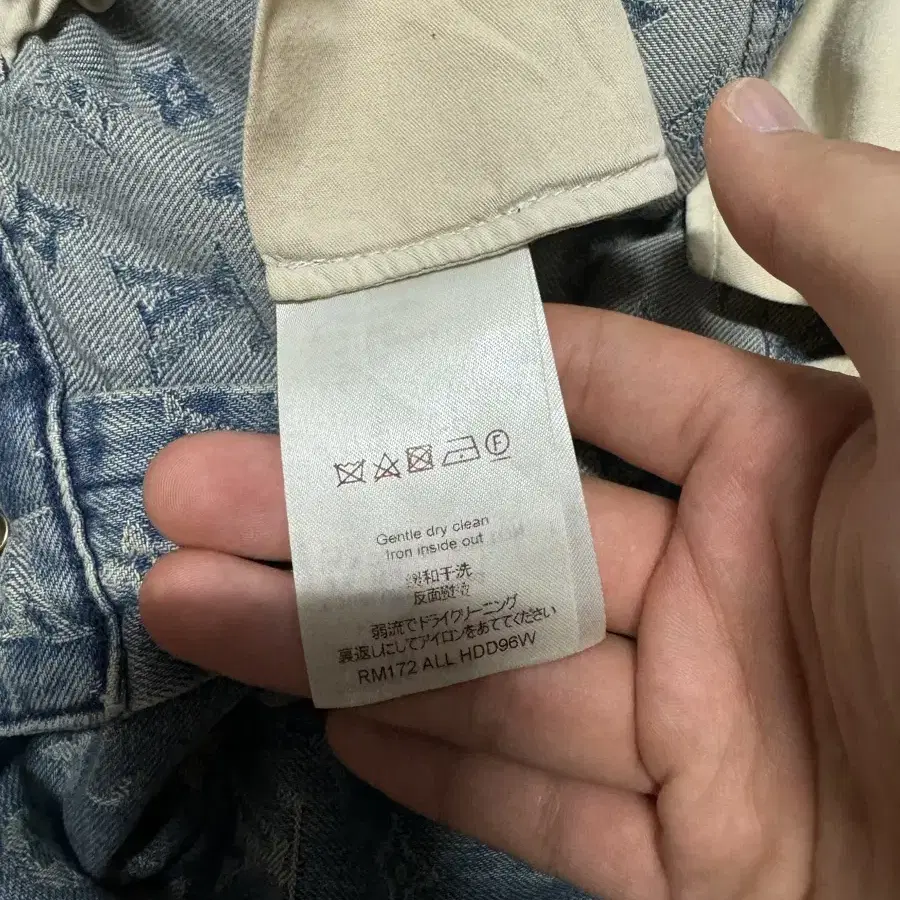 F
Gentle dry clean
Iron inside out
缓和干洗
反面熨烫
弱流でドライクリーニング
裏返しにしてアイロンをあててください
RM172 ALL HDD96W